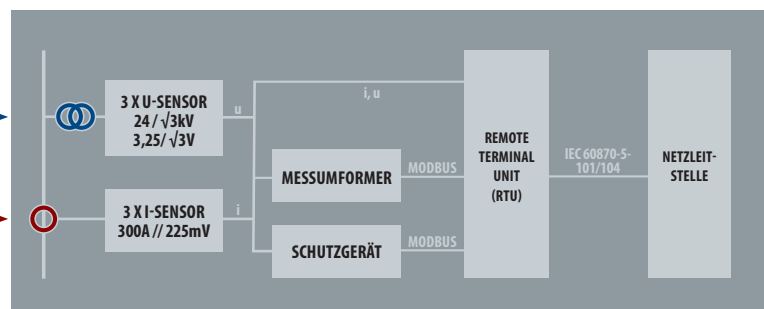 3 X U-SENSOR
24 / √3kV
3,25/ √3V
u
i, u
MESSUMFORMER
MODBUS
3 X I-SENSOR
300A // 225mV
i
SCHUTZGERÄT
MODBUS
REMOTE
TERMINAL
UNIT
(RTU)
IEC 60870-5-
101/104
NETZLEIT-
STELLE